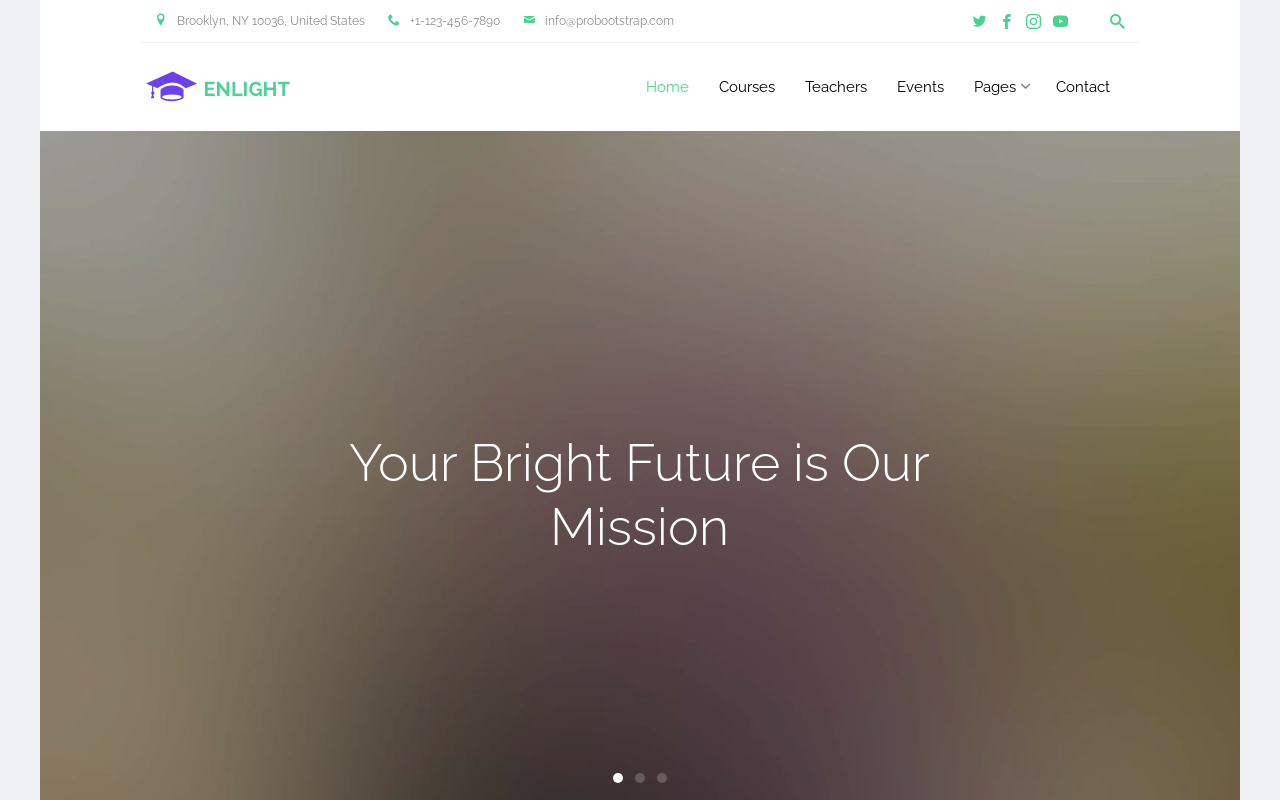 Brooklyn, NY 10036, United States +1-123-456-7890 info@probootstrap.com
ENLIGHT Home Courses Teachers Events Pages Contact
Your Bright Future is Our
Mission